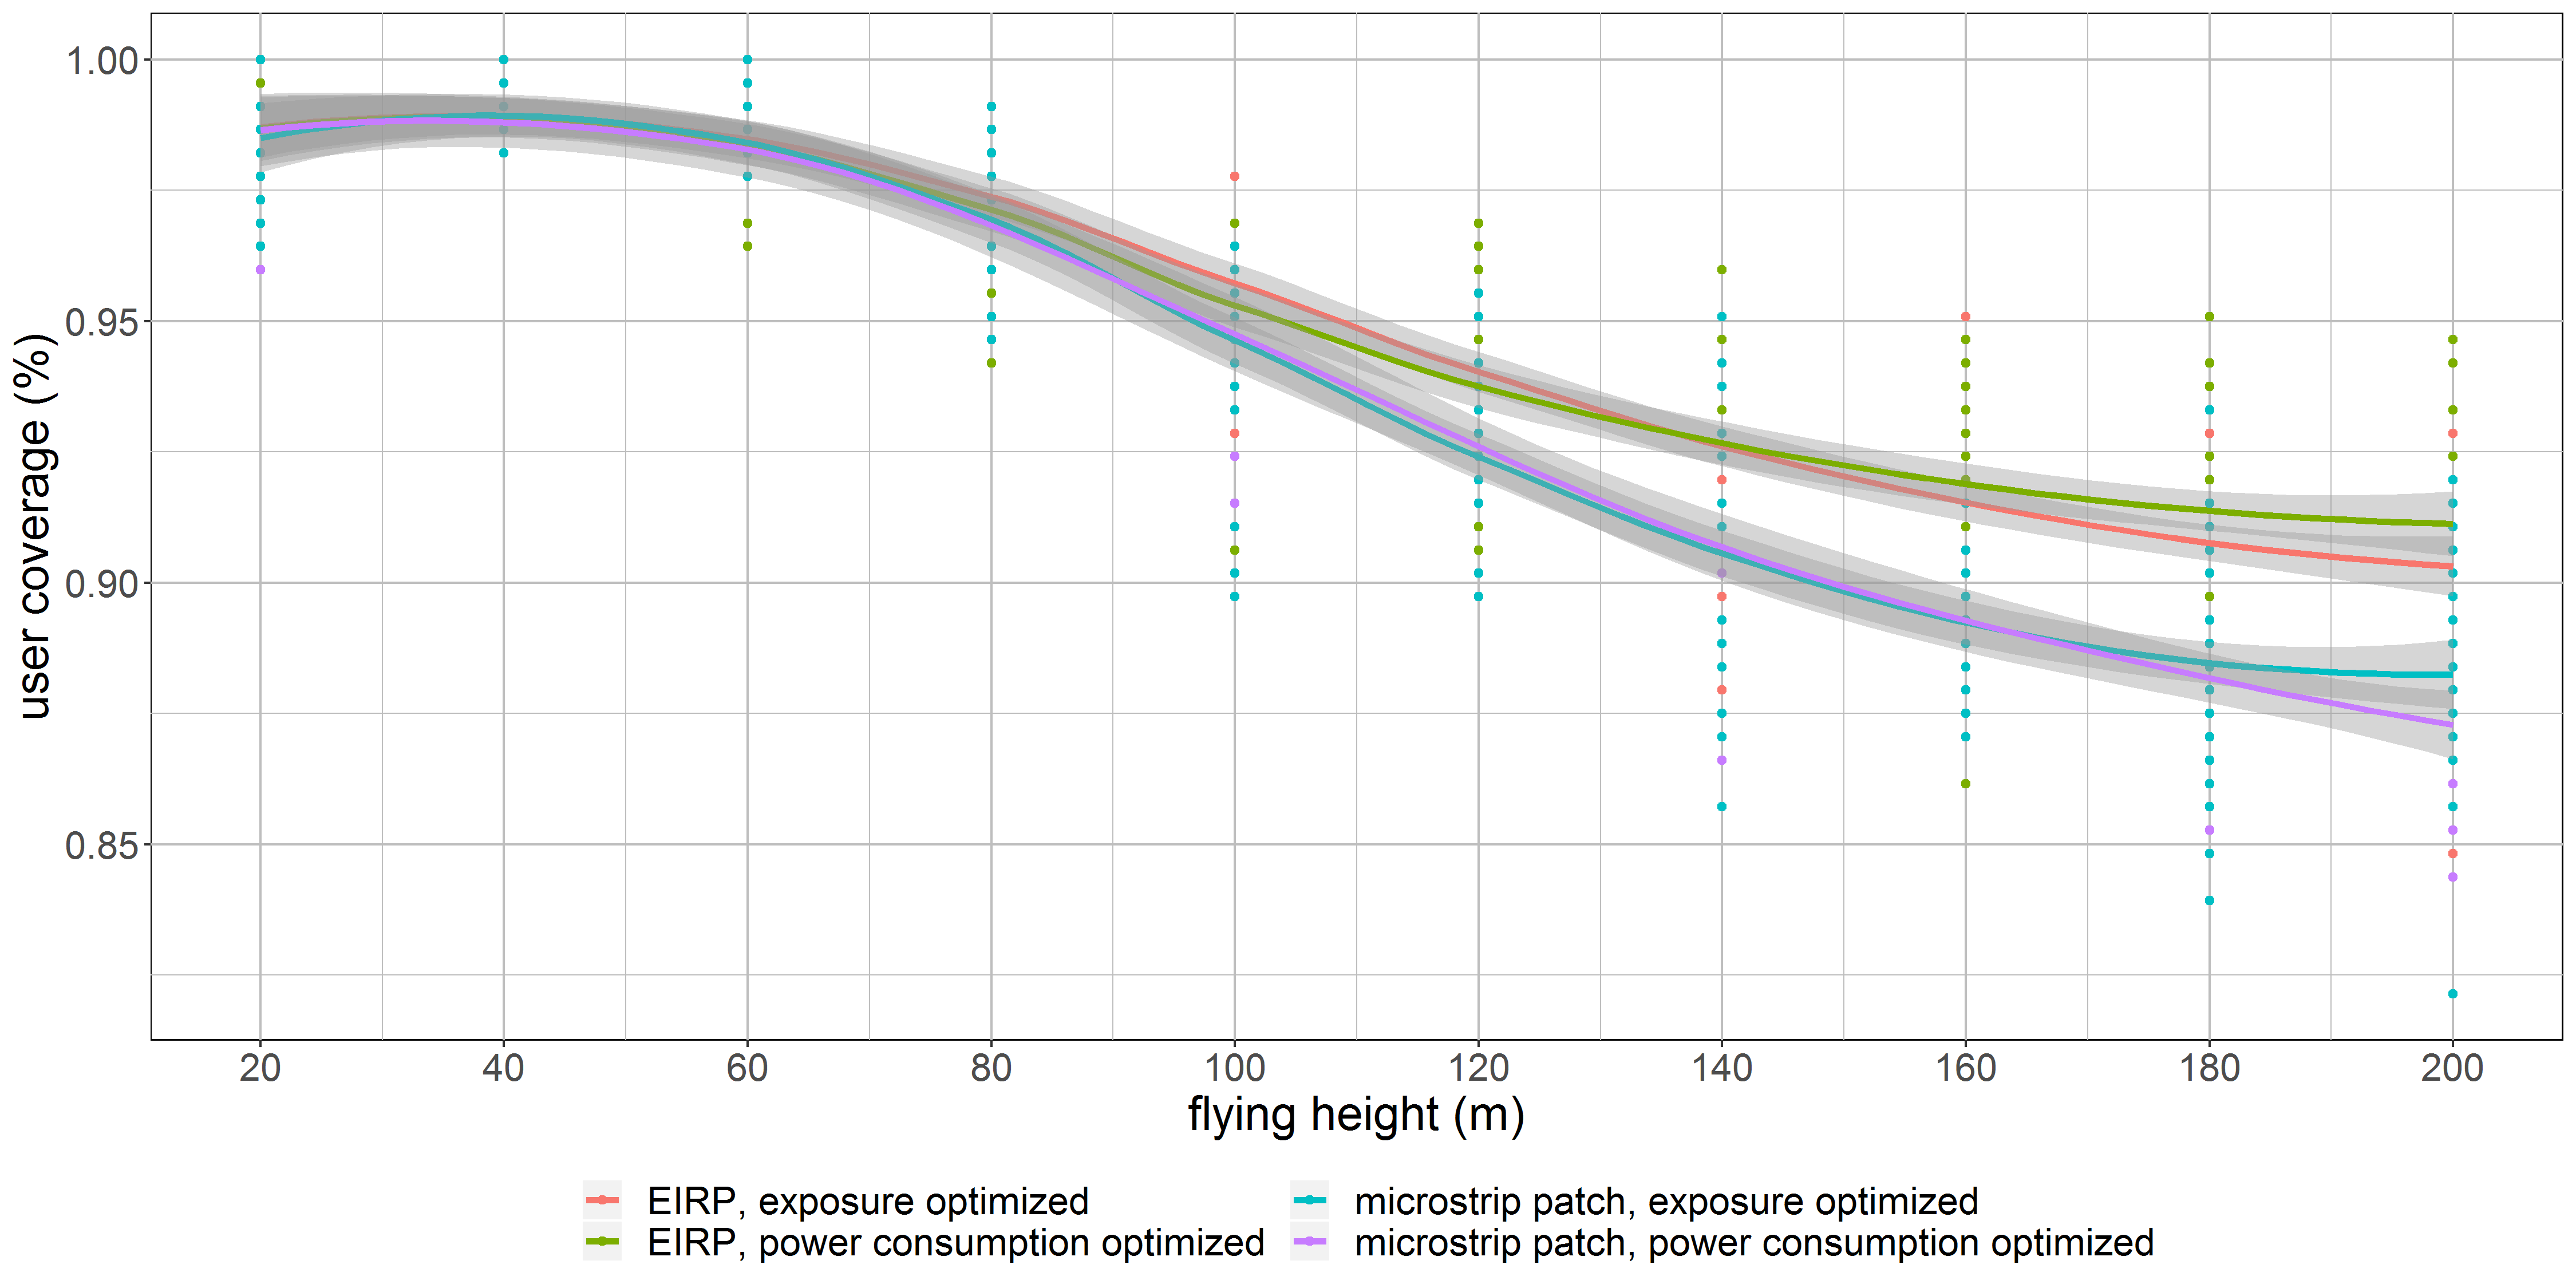 1.00
0.95
0.90
0.85
user coverage (%)
20 40 60 80 100 120 140 160 180 200
flying height (m)
EIRP, exposure optimized
microstrip patch, exposure optimized
EIRP, power consumption optimized
microstrip patch, power consumption optimized